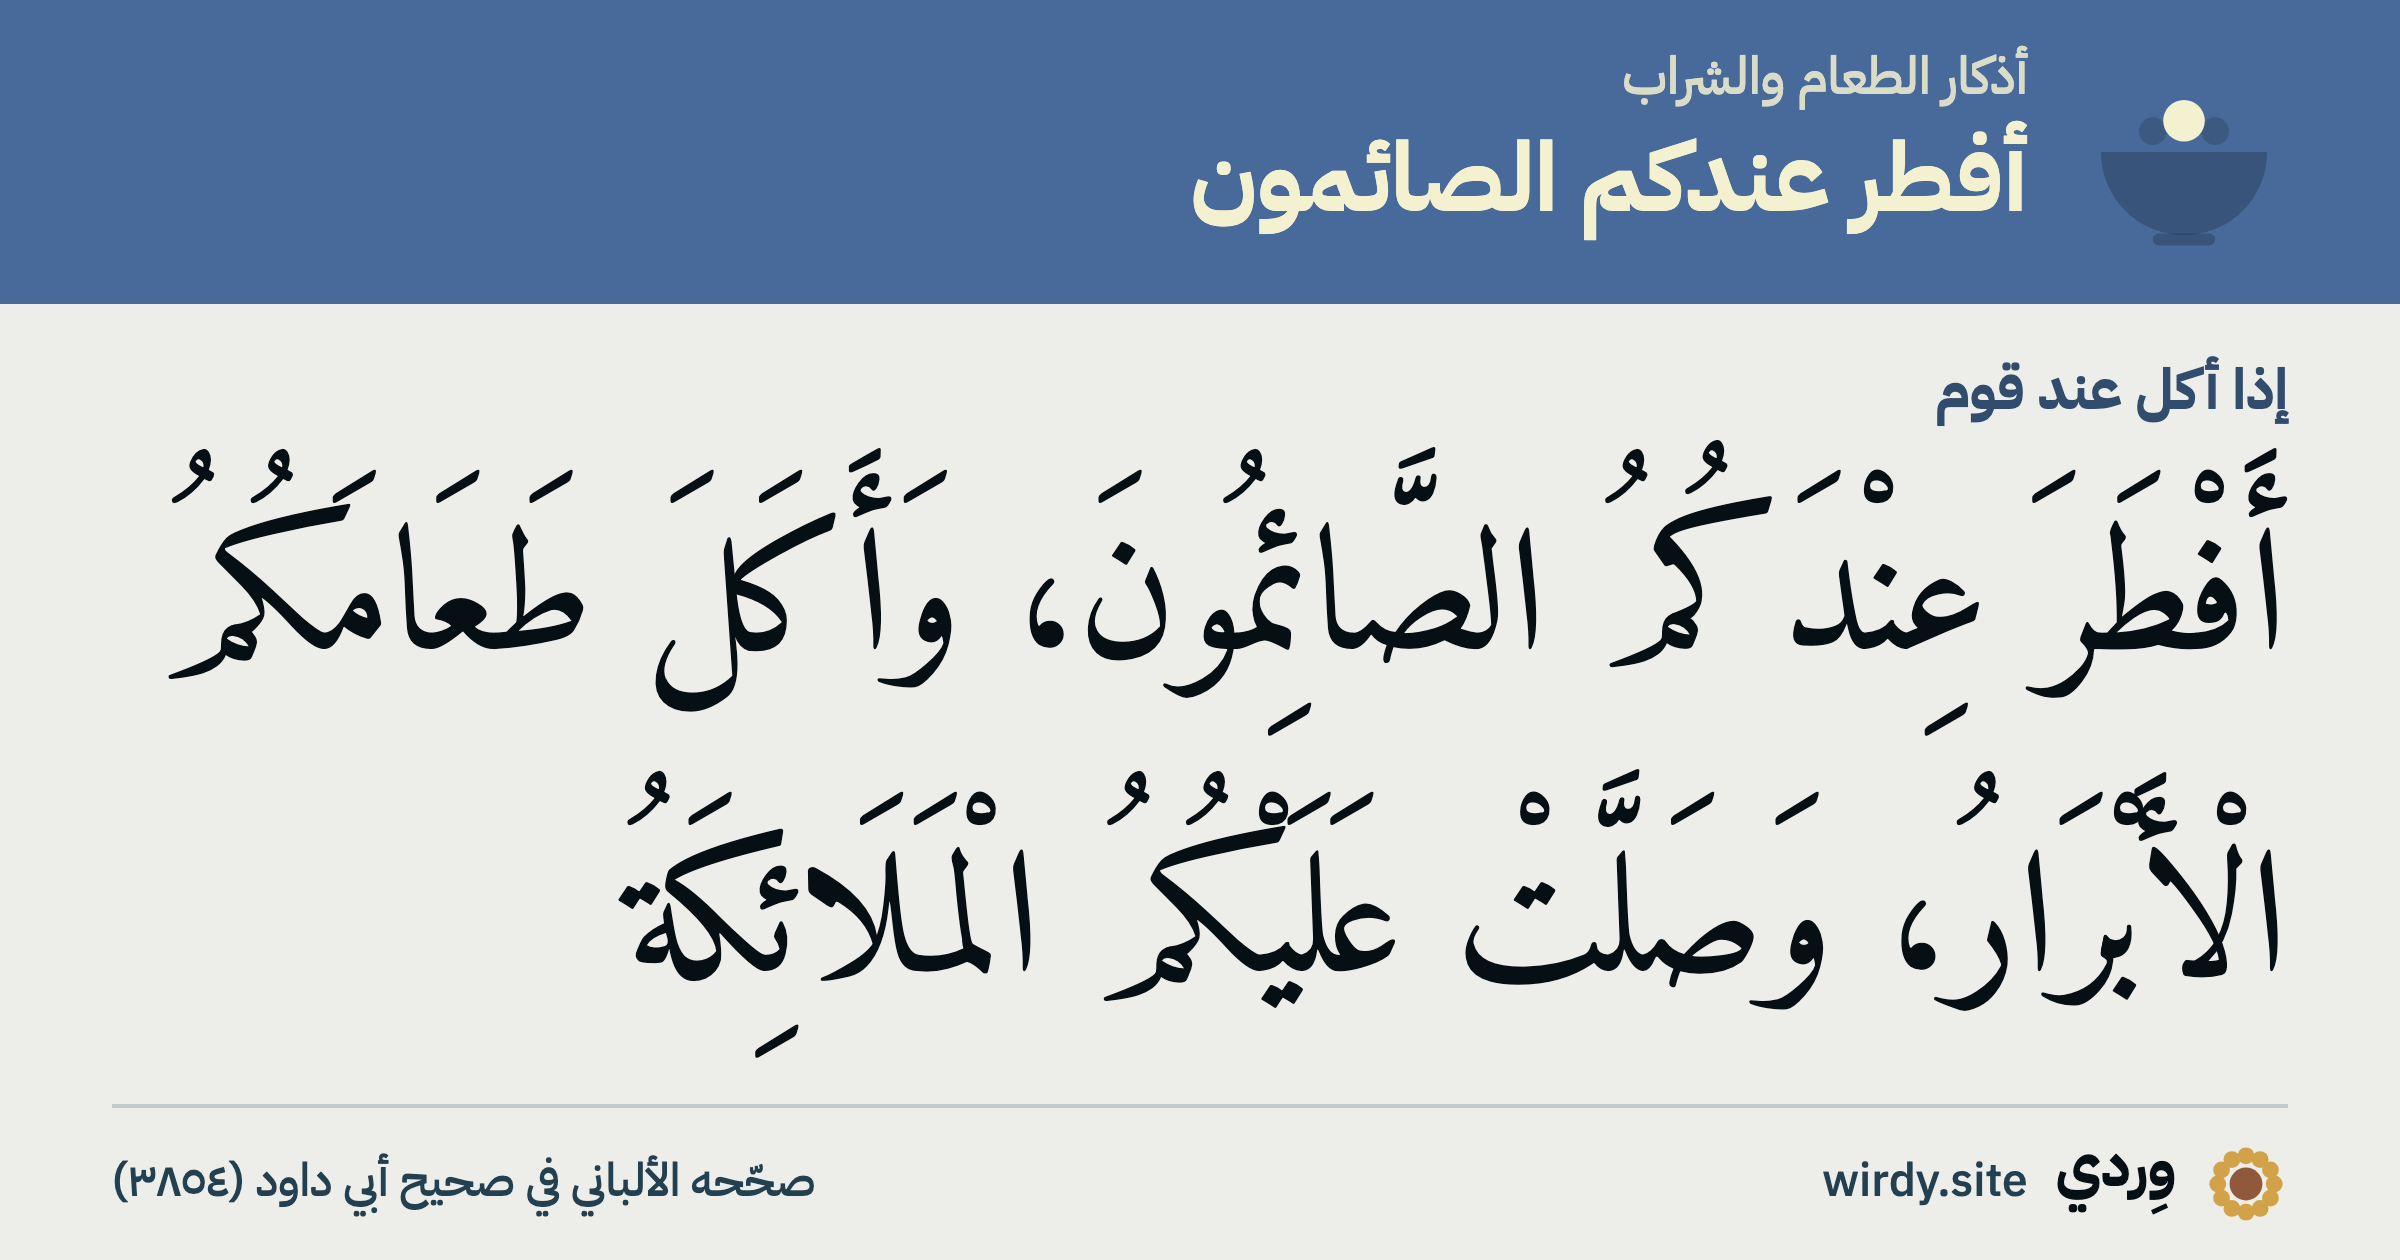 أذكار الطعام والشراب
أفطر عندكم الصائمون
إذا أكل عند قوم
أَفْطَرَ عِنْدَكُمُ الصَّائِمُونَ، وَأَكَلَ طَعَامَكُمُ
الْأَبْرَارُ، وَصَلَّتْ عَلَيْكُمُ الْمَلَائِكَةُ
وِردي wirdy.site
صحّحه الألباني في صحيح أبي داود (٣٨٥٤)